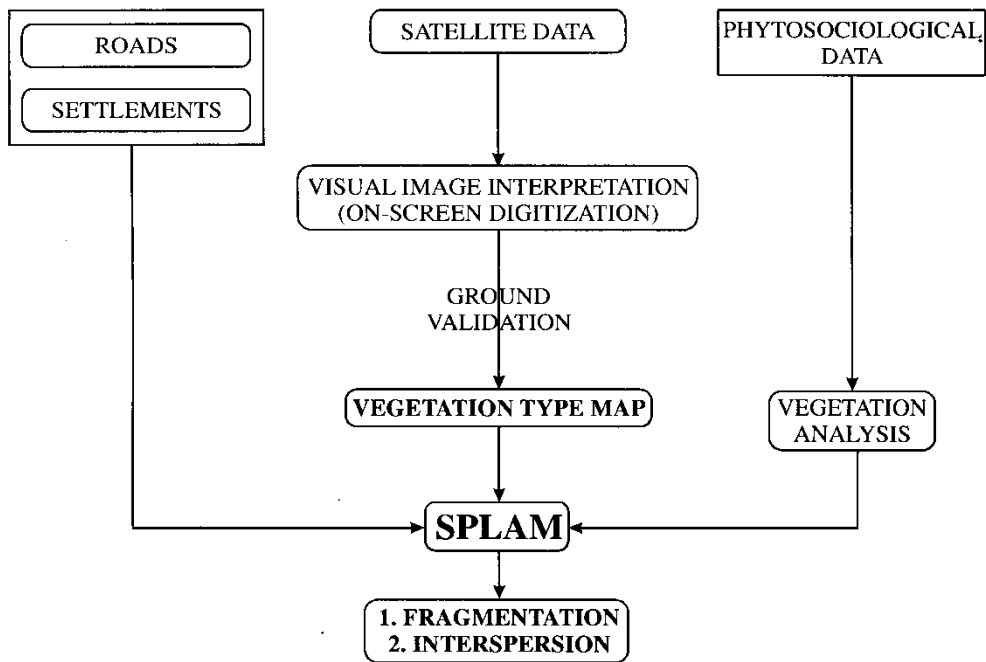 ROADS
SETTLEMENTS
SATELLITE DATA
PHYTOSOCIOLOGICAL
DATA
VISUAL IMAGE INTERPRETATION
(ON-SCREEN DIGITIZATION)
GROUND
VALIDATION
VEGETATION TYPE MAP
VEGETATION
ANALYSIS
SPLAM
1. FRAGMENTATION
2. INTERSPERSION